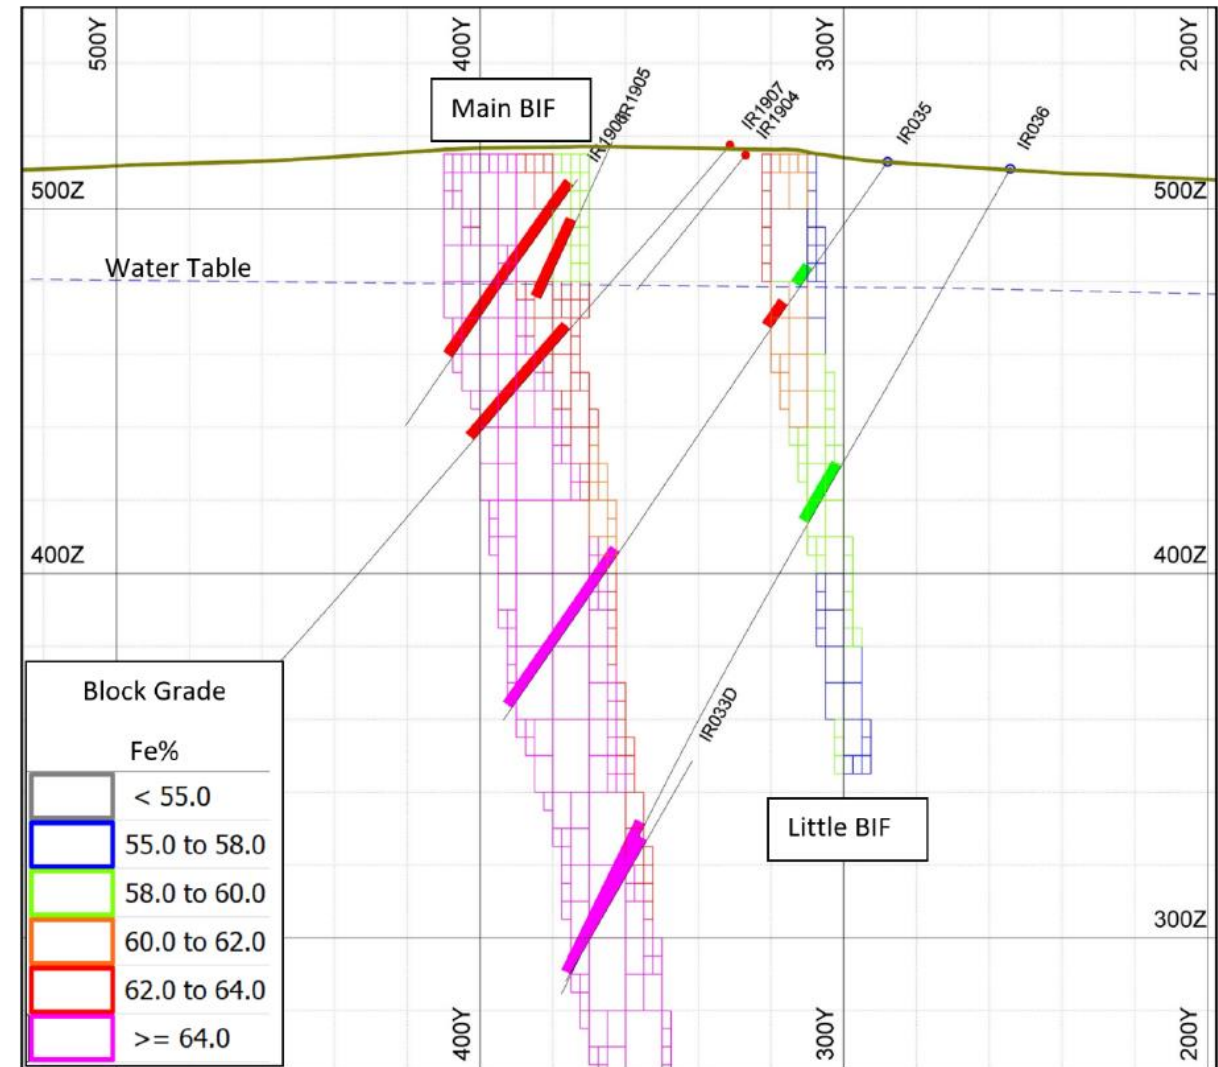 500Y
400Y
300Y
200Y
Main BIF
IR1905
IR1907
IR1904
IR035
IR036
500Z
500Z
Water Table
400Z
400Z
IR033D
Block Grade
Fe%
< 55.0
55.0 to 58.0
58.0 to 60.0
60.0 to 62.0
62.0 to 64.0
>= 64.0
Little BIF
300Z
400Y
300Y
200Y